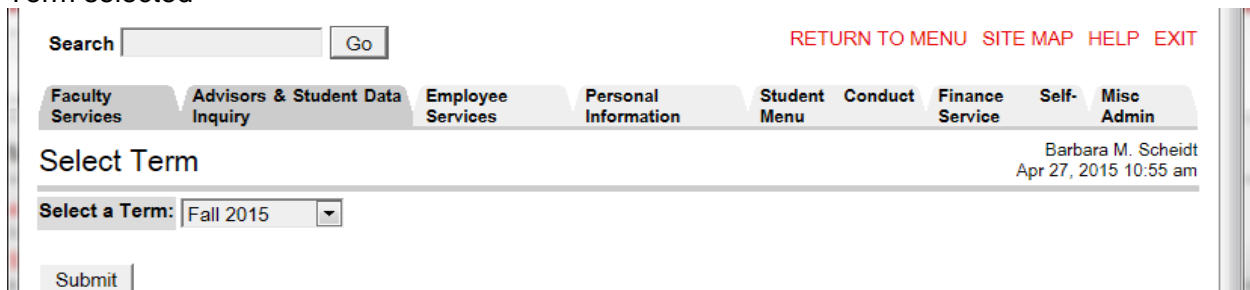 Term selected
Search Go RETURN TO MENU SITE MAP HELP EXIT
Faculty Services Advisors & Student Data Inquiry Employee Services Personal Information Student Conduct Menu Finance Self-Service Misc Admin
Select Term
Barbara M. Scheidt
Apr 27, 2015 10:55 am
Select a Term: Fall 2015
Submit